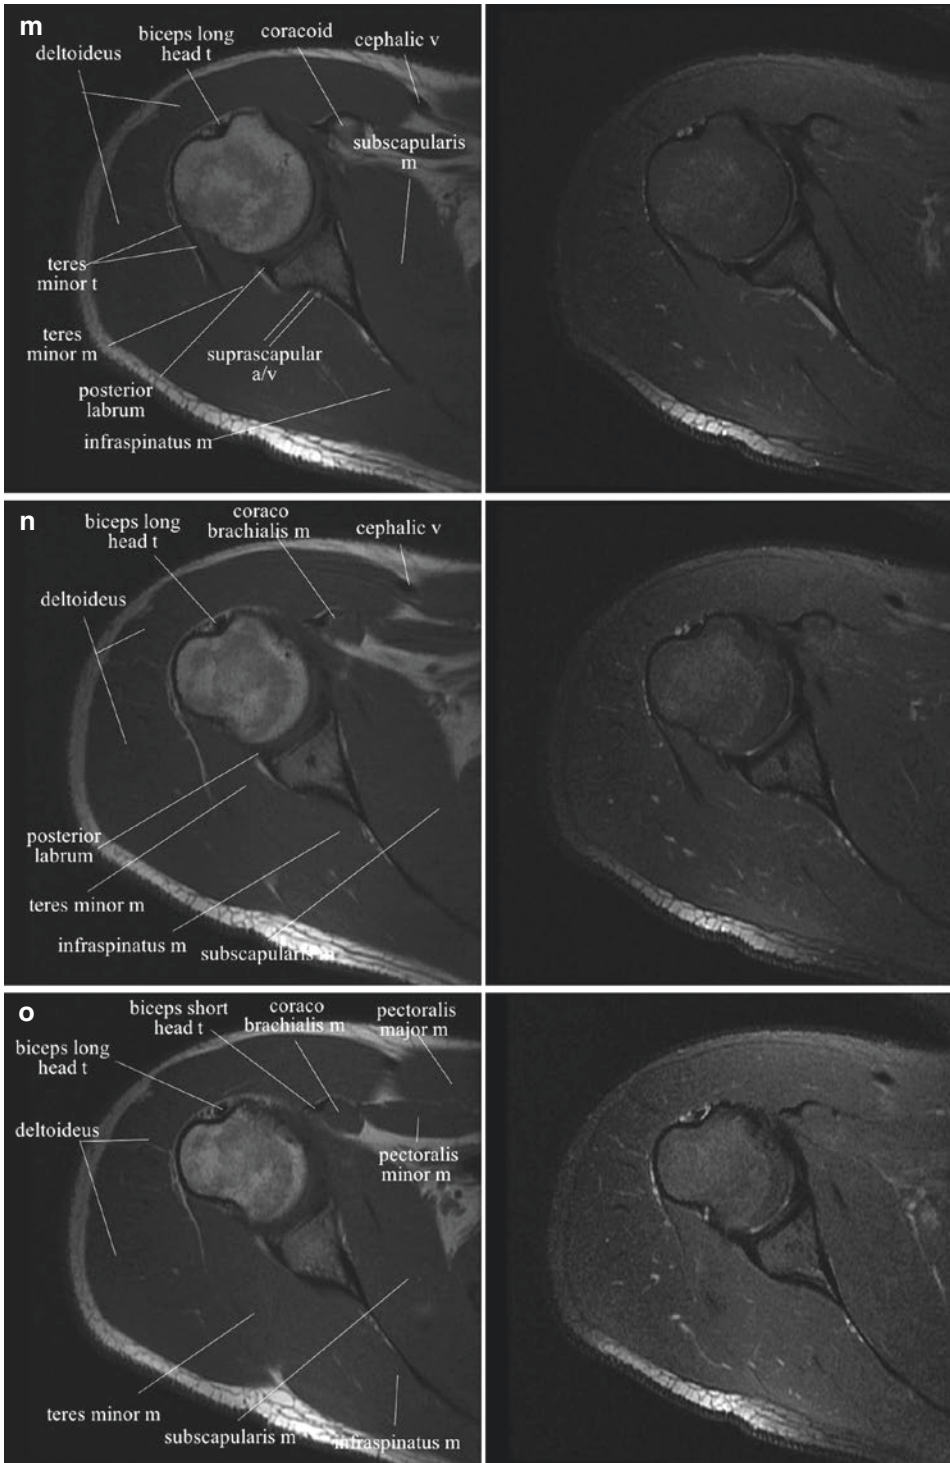 m
deltoideus
biceps long
head t
coracoid
cephalic v
subscapularis
m
teres
minor t
teres
minor m
posterior
labrum
suprascapular
a/v
infraspinatus m
n
biceps long
head t
coraco
brachialis m
cephalic v
deltoideus
posterior
labrum
teres minor m
infraspinatus m
subscapularis m
o
biceps short
head t
coraco
brachialis m
pectoralis
major m
biceps long
head t
deltoideus
pectoralis
minor m
teres minor m
subscapularis m
infraspinatus m